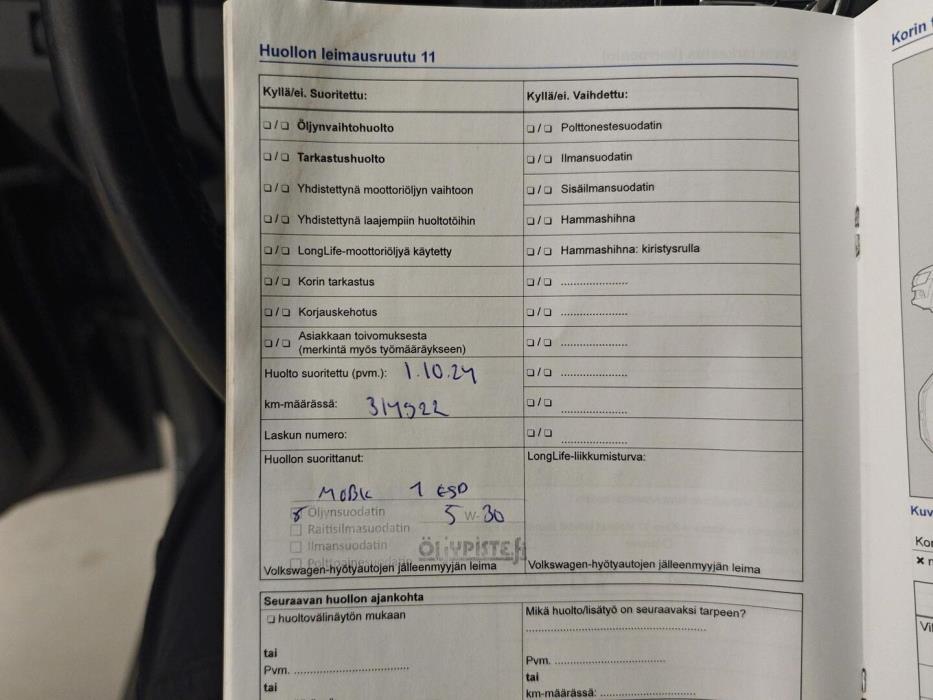 Huollon leimausruutu 11
Korin
Kyllä/ei. Suoritettu:
Kyllä/ei. Vaihdettu:
❏ / ❏ Öljynvaihtohuolto
❏ / ❏ Polttonestesuodatin
❏ / ❏ Tarkastushuolto
❏ / ❏ Ilmansuodatin
❏ / ❏ Yhdistettynä moottoriöljyn vaihtoon
❏ / ❏ Sisäilmansuodatin
❏ / ❏ Yhdistettynä laajempiin huoltotöihin
❏ / ❏ Hammashihna
❏ / ❏ LongLife-moottoriöljyä käytetty
❏ / ❏ Hammashihna: kiristysrulla
❏ / ❏ Korin tarkastus
❏ / ❏ ......................
❏ / ❏ Korjauskehotus
❏ / ❏ ......................
❏ / ❏ Asiakkaan toivomuksesta
(merkintä myös työmääräykseen)
❏ / ❏ ......................
Huolto suoritettu (pvm.): 1.10.24
❏ / ❏ ......................
km-määrässä: 314922
❏ / ❏ ......................
Laskun numero:
❏ / ❏ ......................
Huollon suorittanut:
LongLife-liikkumisturva:
MOBIL 1 ESP
Öljynsuodatin 5 W-30
Raitisilmasuodatin
Ilmansuodatin
ÖLJYPISTE.fi
Volkswagen-hyötyautojen jälleenmyyjän leima
Volkswagen-hyötyautojen jälleenmyyjän leima
Seuraavan huollon ajankohta
❏ huoltovälinäytön mukaan
Mikä huolto/lisätyö on seuraavaksi tarpeen?
tai
Pvm. ......................
Pvm. ......................
tai
tai
km-määrässä: ......................
Kuv